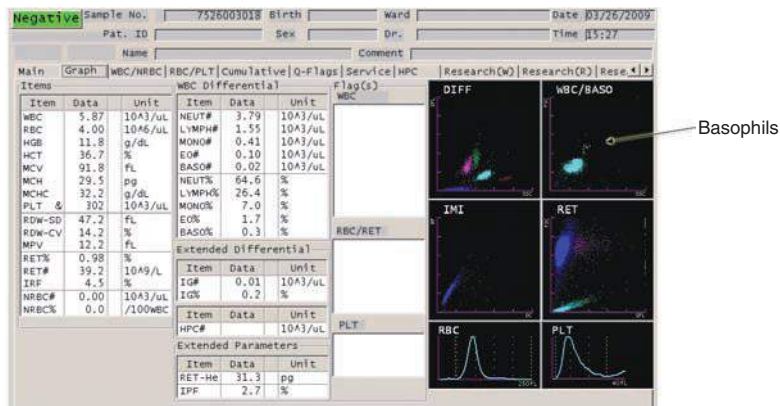 Negative Sample No. 7526003018 Birth Ward Date 03/26/2009
Pat. ID Sex Dr. Time 15:27
Name Comment
Main Graph WBC/NRBC RBC/PLT Cumulative Q-Flags Service HPC Research(W) Research(R) Rese.
Items
Item Data Unit
WBC 5.87 10^3/uL
RBC 4.00 10^6/uL
HGB 11.8 g/dL
HCT 36.7 %
MCV 91.8 fL
MCH 29.5 pg
MCHC 32.2 g/dL
PLT & 302 10^3/uL
RDW-SD 47.2 fL
RDW-CV 14.2 %
MPV 12.2 fL
RET% 0.98 %
RET# 39.2 10^9/L
IRF 4.5 %
NRBC# 0.00 10^3/uL
NRBC% 0.0 /100WBC
WBC Differential
Item Data Unit
NEUT# 3.79 10^3/uL
LYMPH# 1.55 10^3/uL
MONO# 0.41 10^3/uL
EO# 0.10 10^3/uL
BASO# 0.02 10^3/uL
NEUT% 64.6 %
LYMPH% 26.4 %
MONO% 7.0 %
EO% 1.7 %
BASO% 0.3 %
Extended Differential
Item Data Unit
IG# 0.01 10^3/uL
IG% 0.2 %
Item Data Unit
HPC# 10^3/uL
Extended Parameters
Item Data Unit
RET-He 31.3 pg
IPF 2.7 %
Flag(s)
WBC
RBC/RET
PLT
DIFF
SSC
WBC/BASO
SSC
Basophils
IMI
DC
RET
SFL
RBC
250fL
PLT
40fL